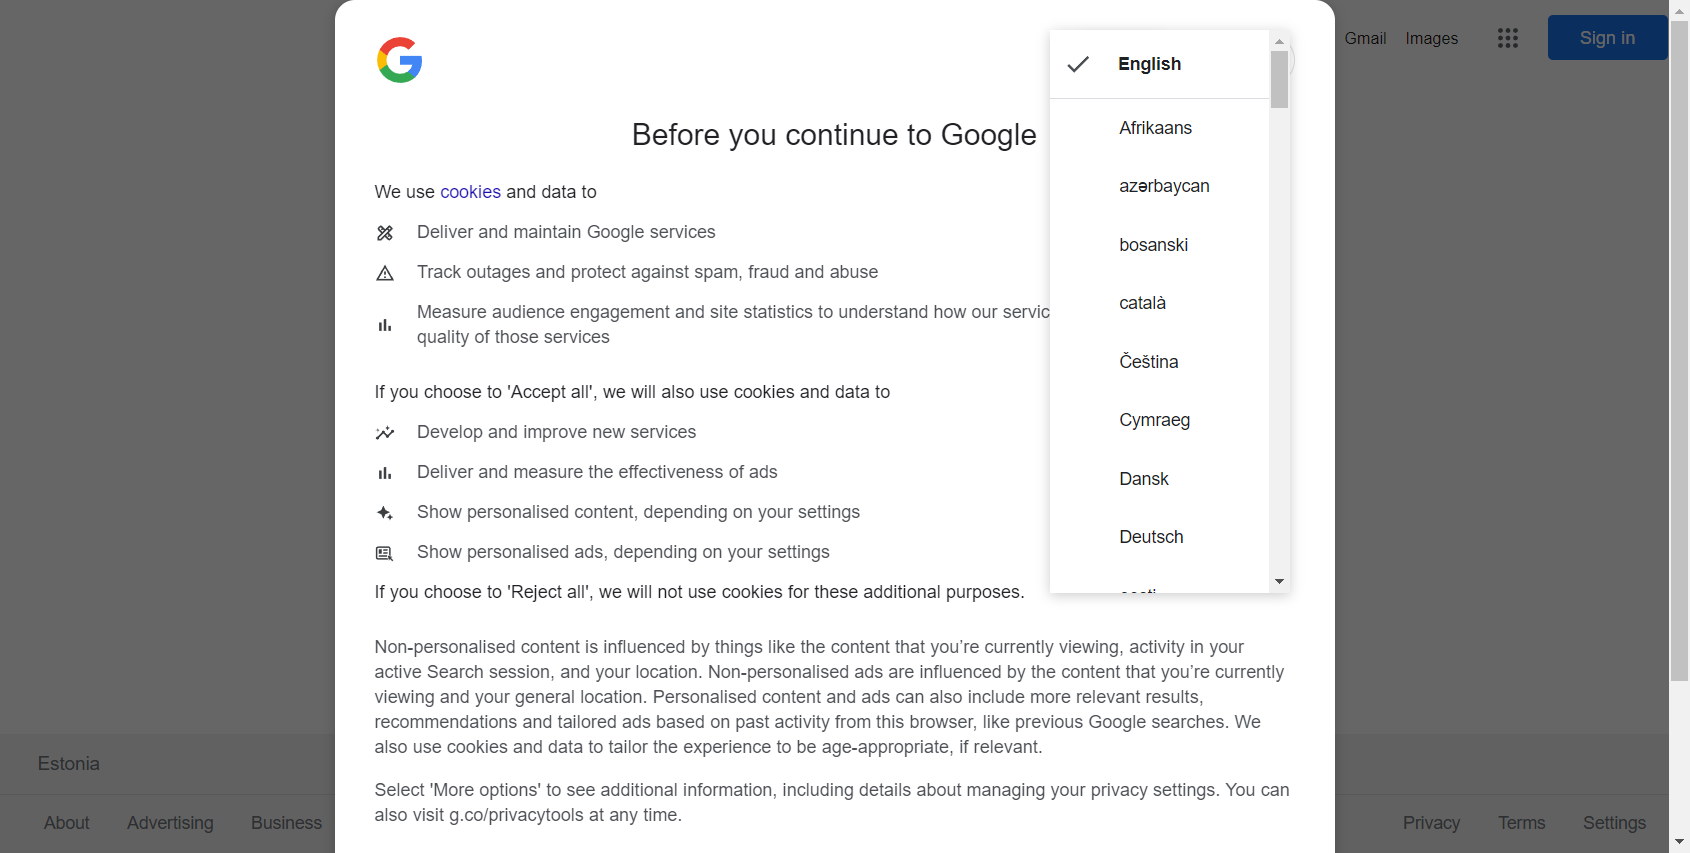 Gmail Images Sign in
Before you continue to Google
We use cookies and data to
Deliver and maintain Google services
Track outages and protect against spam, fraud and abuse
Measure audience engagement and site statistics to understand how our
quality of those services
If you choose to 'Accept all', we will also use cookies and data to
Develop and improve new services
Deliver and measure the effectiveness of ads
Show personalised content, depending on your settings
Show personalised ads, depending on your settings
If you choose to 'Reject all', we will not use cookies for these additional purposes.
English
Afrikaans
azərbaycan
bosanski
català
Čeština
Cymraeg
Dansk
Deutsch
Non-personalised content is influenced by things like the content that you’re currently viewing, activity in your
active Search session, and your location. Non-personalised ads are influenced by the content that you’re currently
viewing and your general location. Personalised content and ads can also include more relevant results,
recommendations and tailored ads based on past activity from this browser, like previous Google searches. We
also use cookies and data to tailor the experience to be age-appropriate, if relevant.
Select 'More options' to see additional information, including details about managing your privacy settings. You can
also visit g.co/privacytools at any time.
Estonia
About Advertising Business Privacy Terms Settings